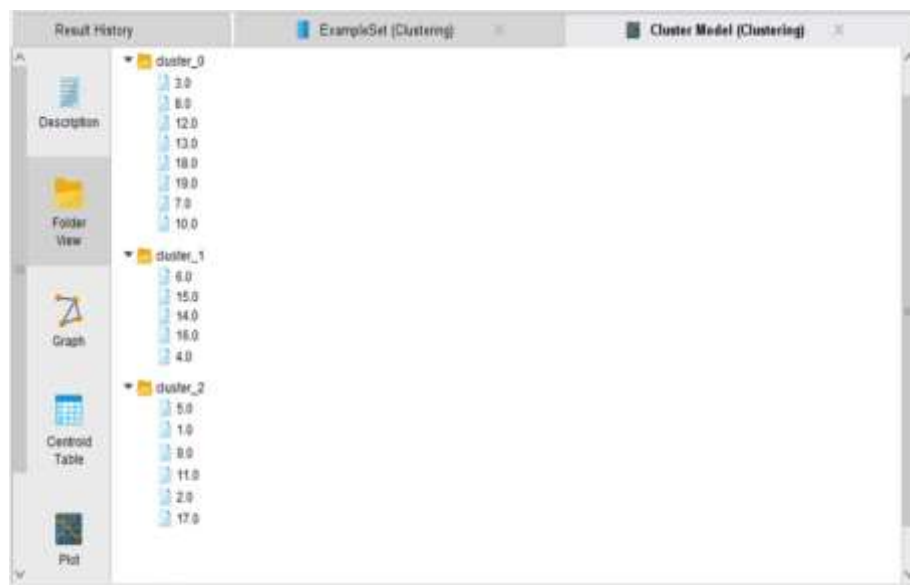 Result History
ExampleSet (Clustering)
Cluster Model (Clustering)
Description
Folder
View
Graph
Centroid
Table
Plot
cluster_0
3.0
8.0
12.0
13.0
18.0
19.0
7.0
10.0
cluster_1
6.0
15.0
14.0
16.0
4.0
cluster_2
5.0
1.0
9.0
11.0
2.0
17.0